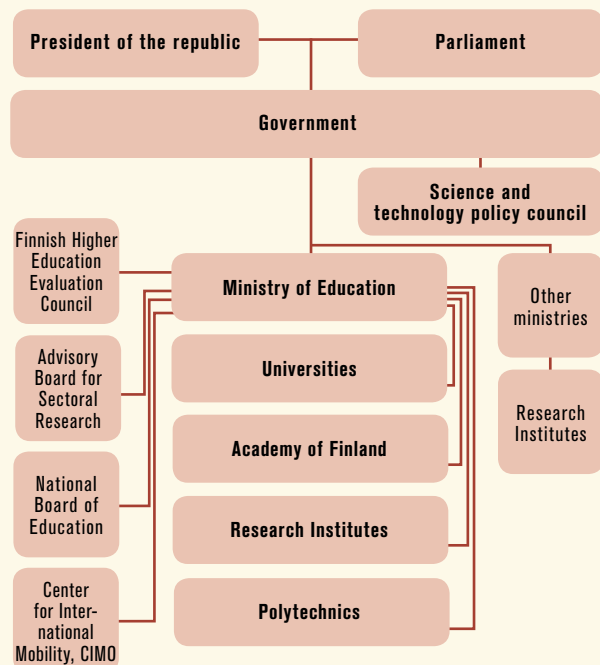 President of the republic
Parliament
Government
Science and
technology policy council
Finnish Higher
Education
Evaluation
Council
Ministry of Education
Other
ministries
Advisory
Board for
Sectoral
Research
Universities
Research
Institutes
Academy of Finland
National
Board of
Education
Research Institutes
Center
for Inter-
national
Mobility, CIMO
Polytechnics